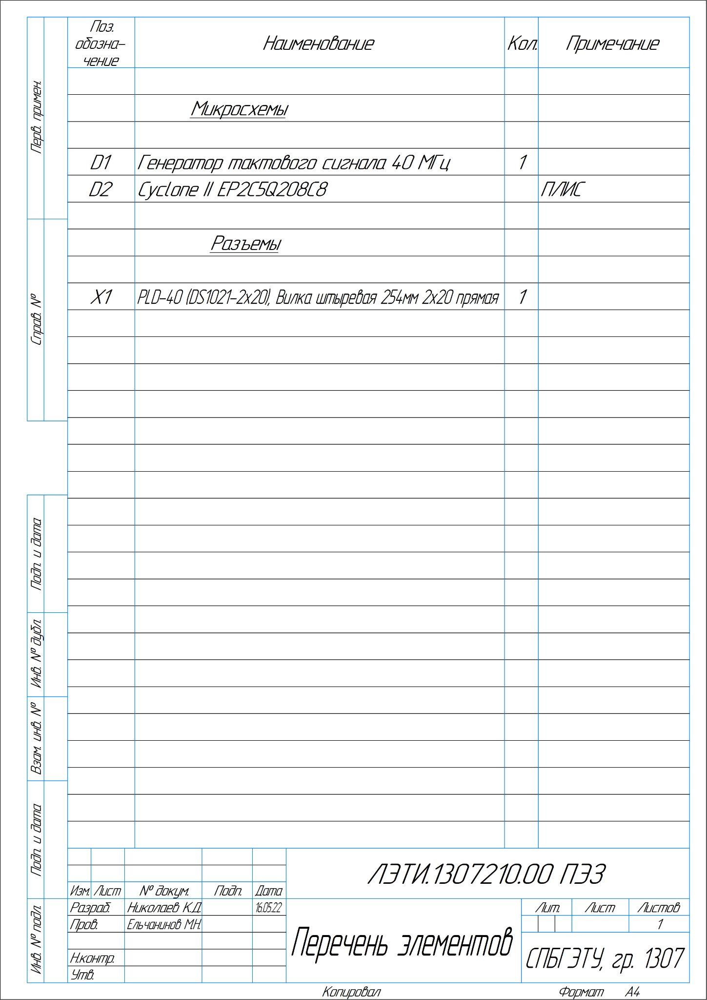 Поз. обозна-чение Наименование Кол. Примечание
Микросхемы
D1 Генератор тактового сигнала 40 МГц 1
D2 Cyclone II EP2C5Q208C8 ПЛИС
Разъемы
X1 PLD-40 (DS1021-2x20), Вилка штыревая 254мм 2x20 прямая 1
Перв. примен.
Справ. №
Подп. и дата
Инв. № дубл.
Взам. инв. №
Подп. и дата
Инв. № подл.
ЛЭТИ.1307210.00 ПЭ3
Изм. Лист № докум. Подп. Дата
Разраб. Николаев К.Д. 16.05.22
Пров. Ельчанинов М.Н.
Н.контр.
Утв.
Перечень элементов
Лит. Лист Листов
1
СПБГЭТУ, гр. 1307
Копировал Формат А4